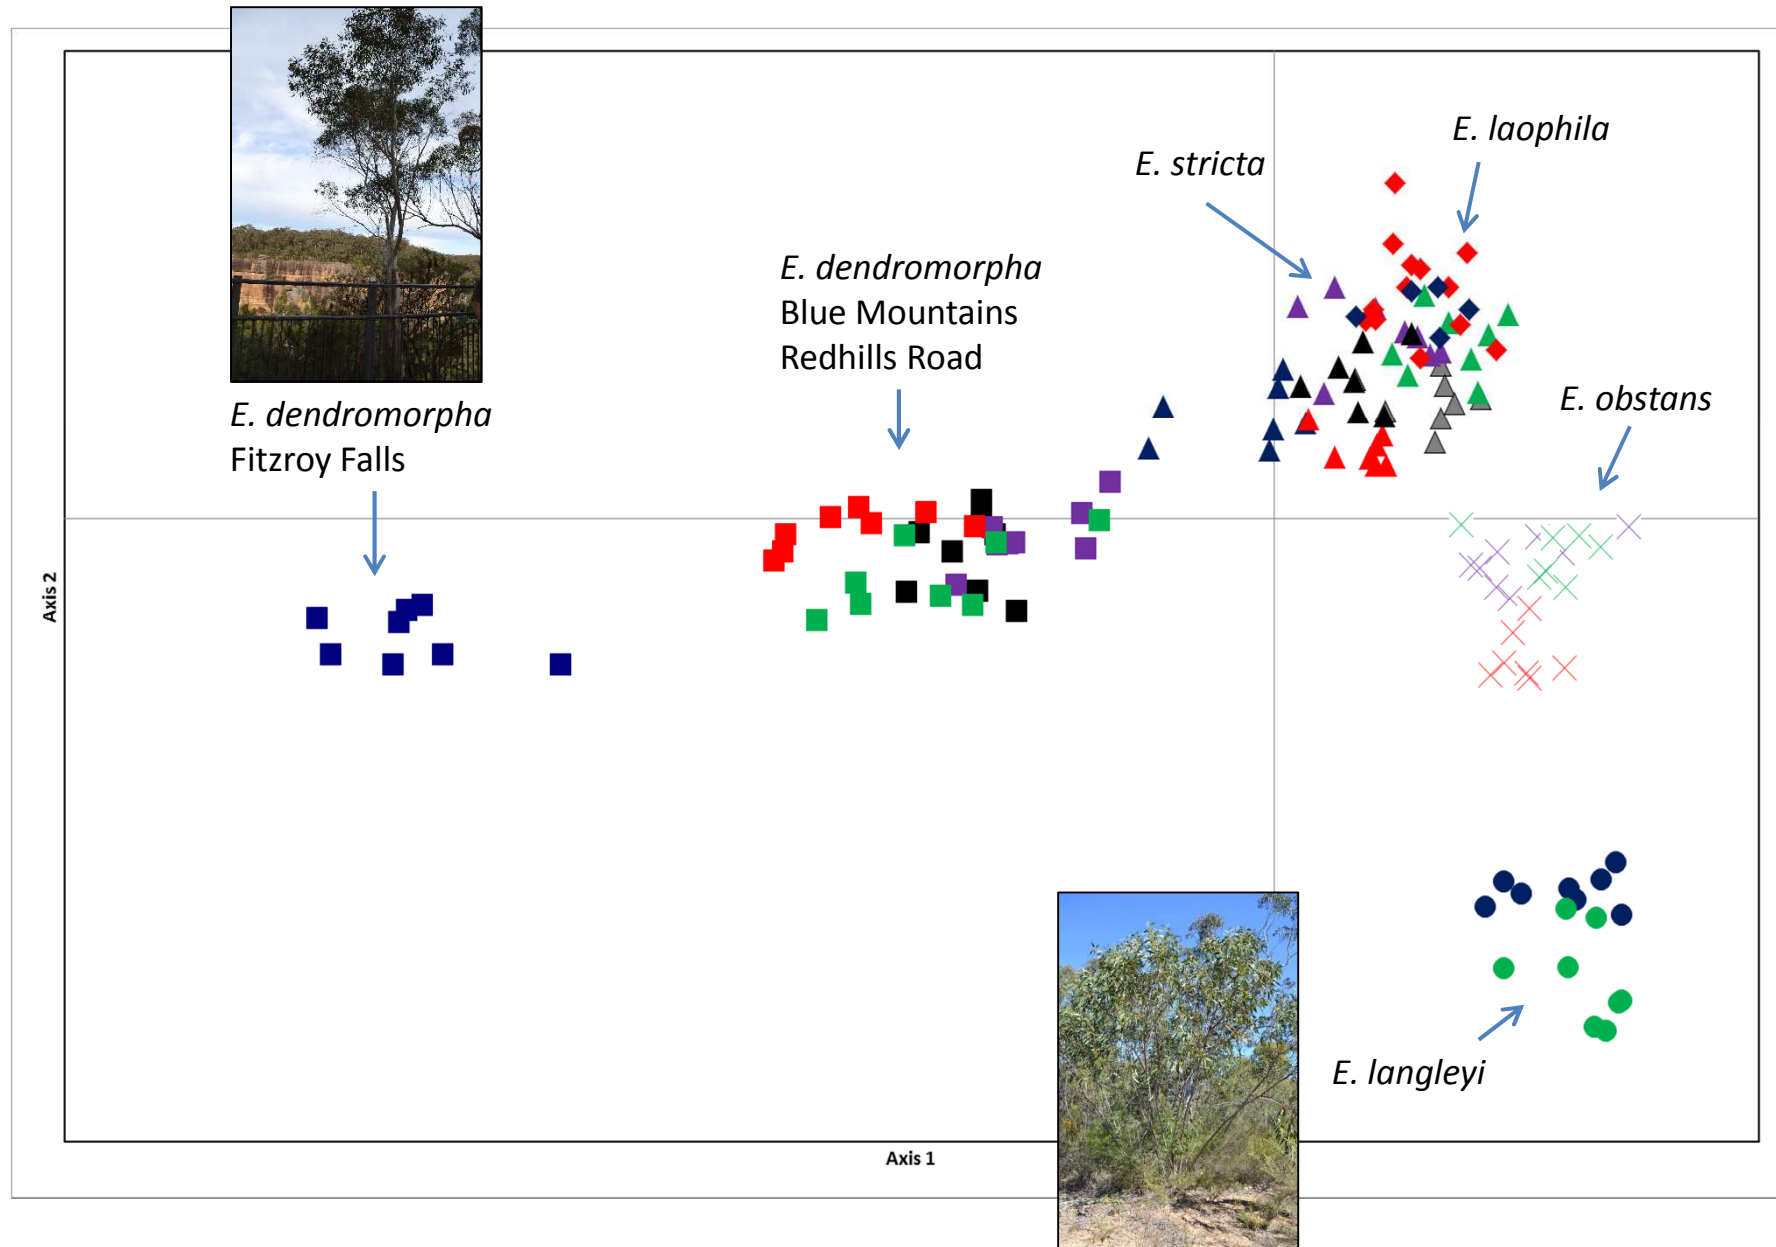 E. laophila
E. stricta
E. dendromorpha
Blue Mountains
Redhills Road
E. dendromorpha
Fitzroy Falls
E. obstans
Axis 2
E. langleyi
Axis 1